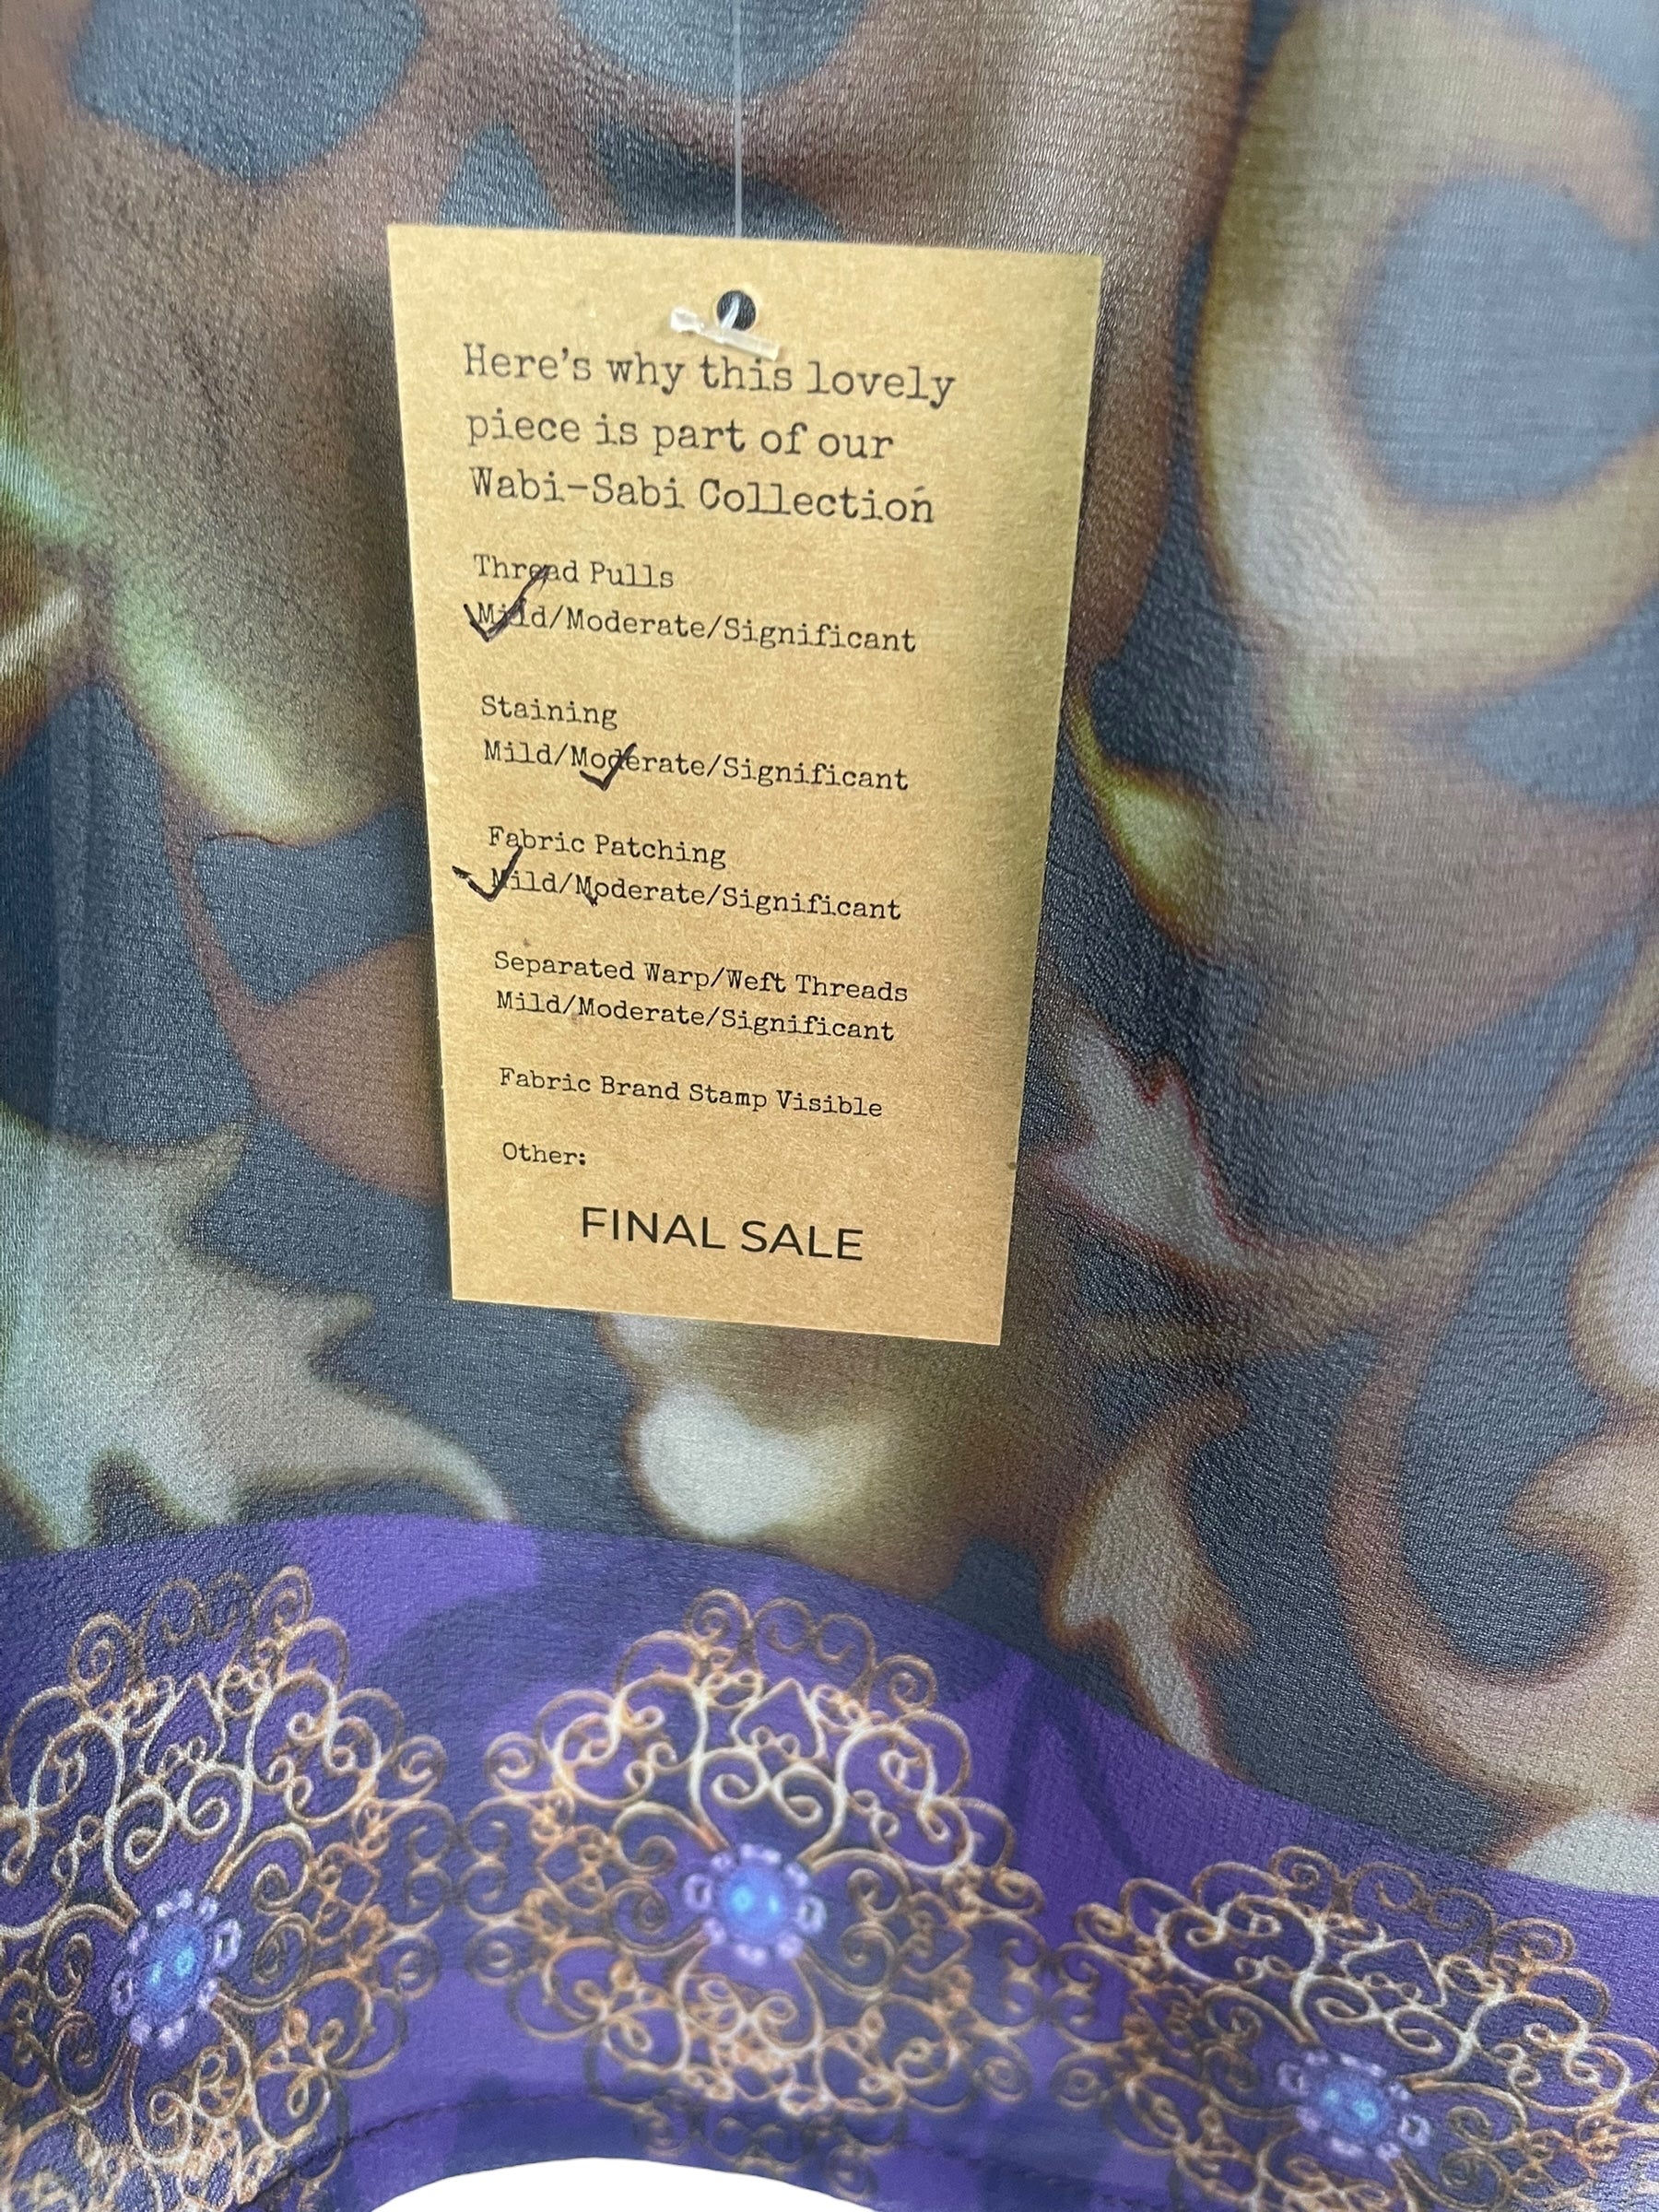 Here's why this lovely
piece is part of our
Wabi-Sabi Collection
Thread Pulls
Mild/Moderate/Significant
Staining
Mild/Moderate/Significant
Fabric Patching
Mild/Moderate/Significant
Separated Warp/Weft Threads
Mild/Moderate/Significant
Fabric Brand Stamp Visible
Other:
FINAL SALE